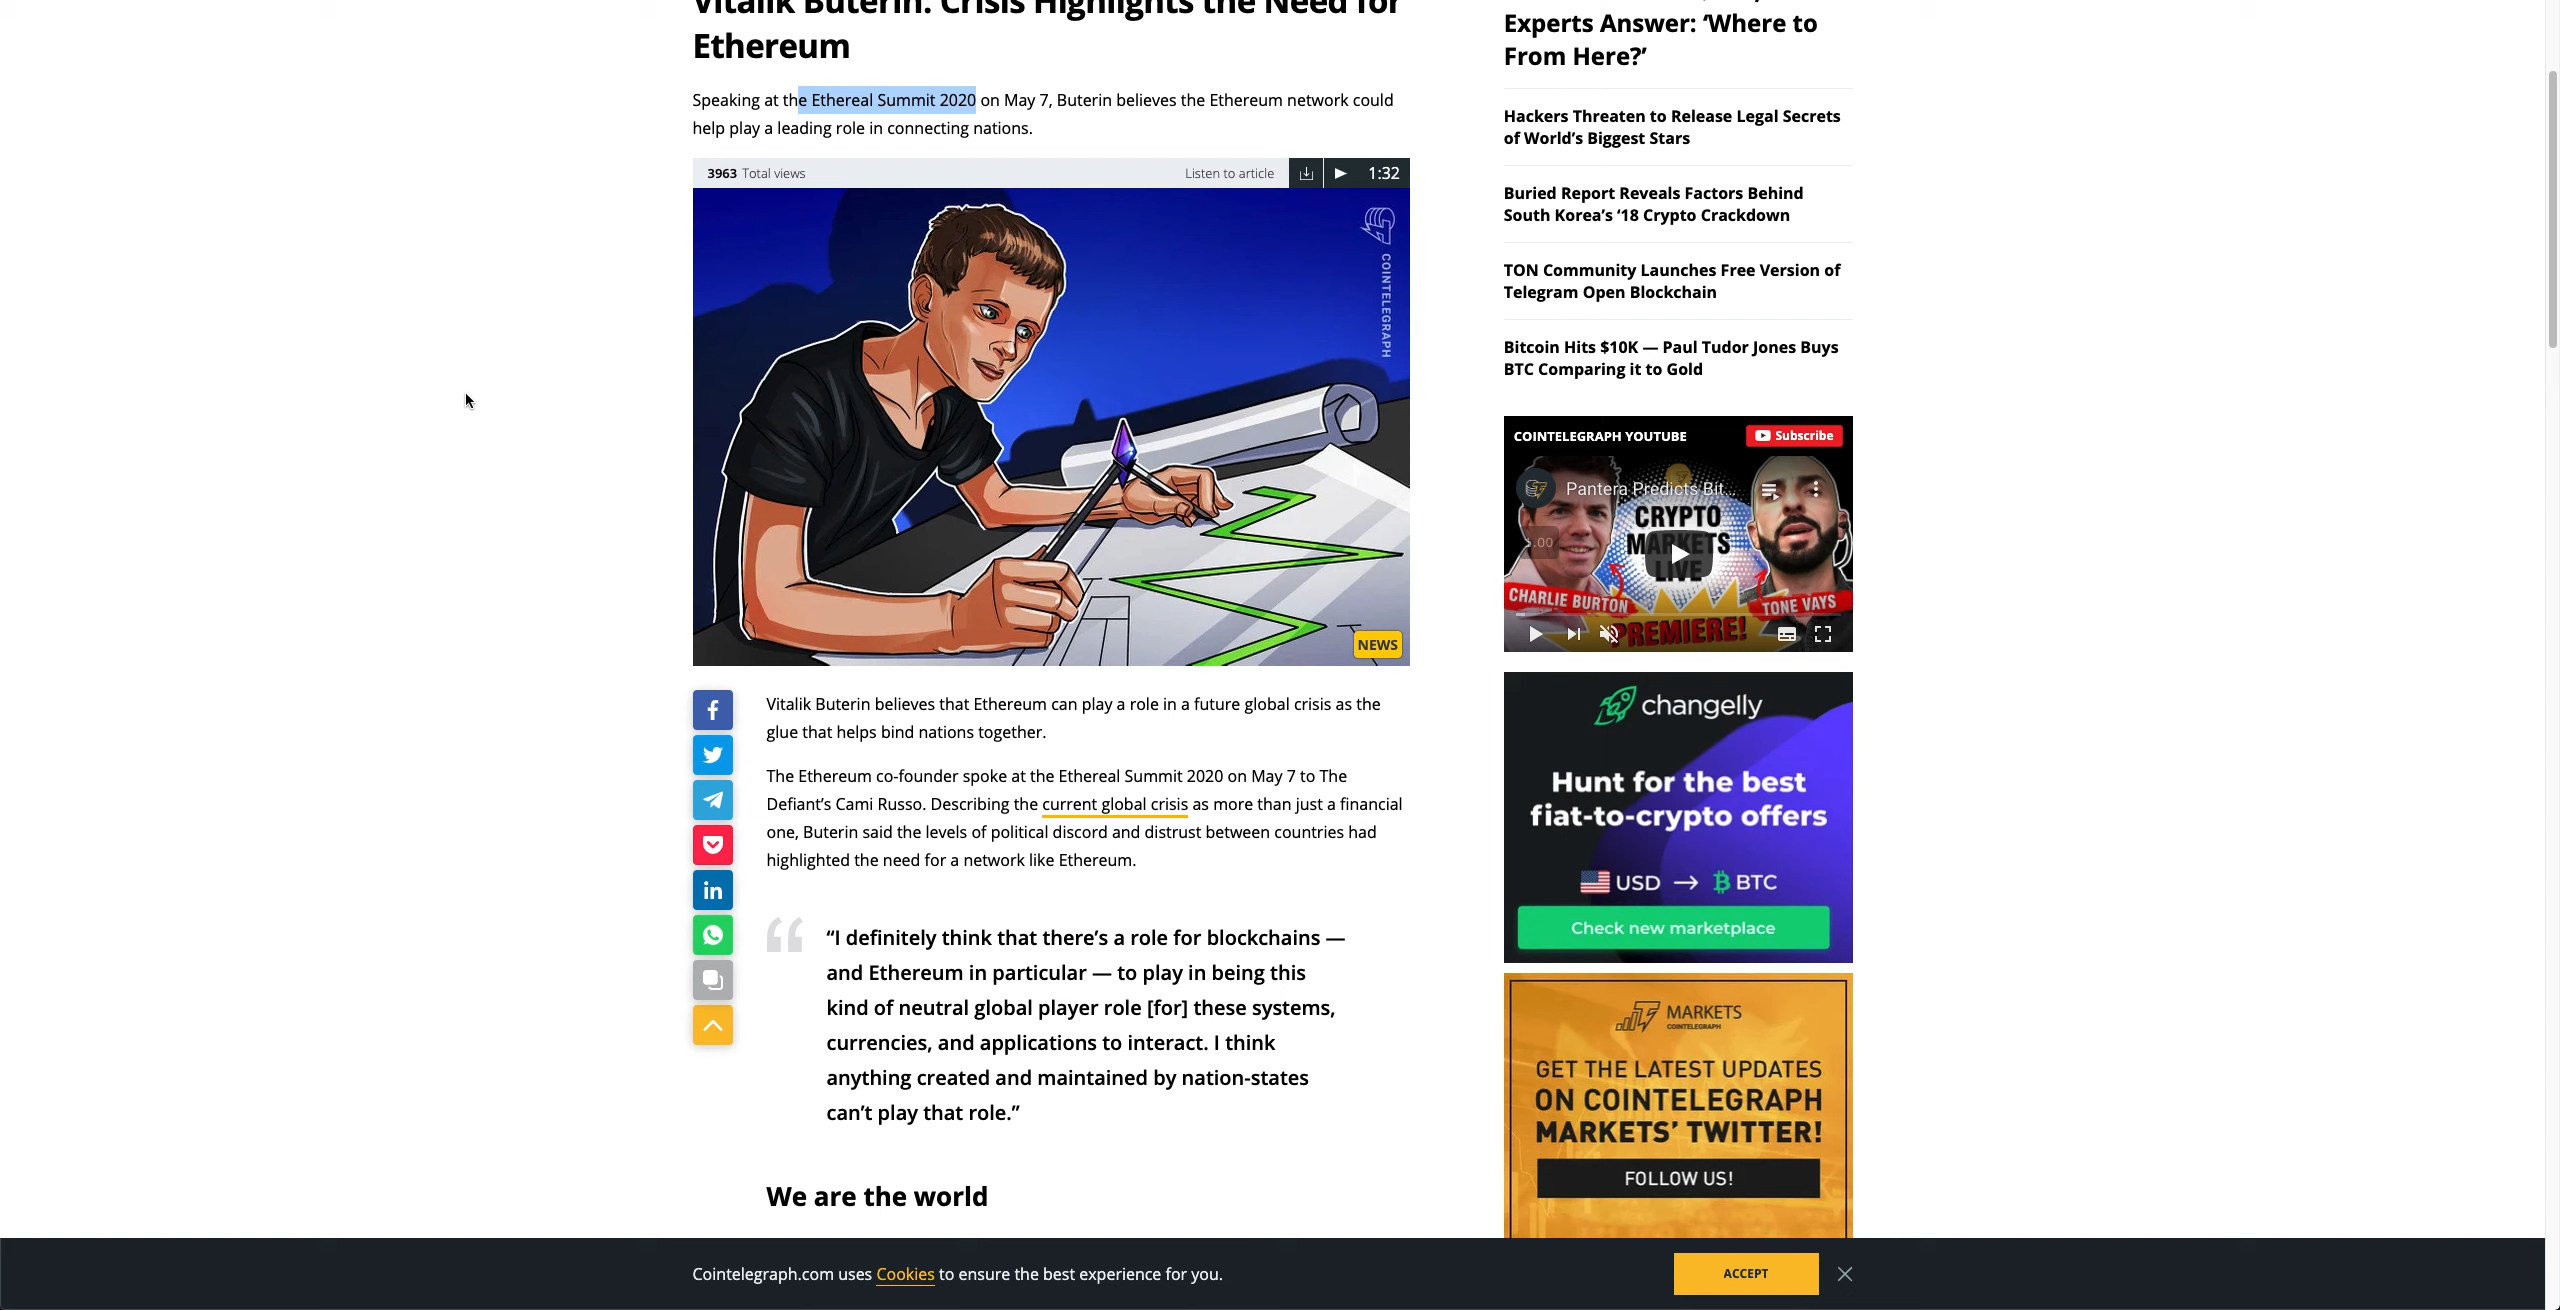 Vitalik Buterin: Crisis Highlights the Need for
Ethereum
Speaking at the Ethereal Summit 2020 on May 7, Buterin believes the Ethereum network could
help play a leading role in connecting nations.
3963 Total views
Listen to article
1:32
COINTELEGRAPH
NEWS
Vitalik Buterin believes that Ethereum can play a role in a future global crisis as the
glue that helps bind nations together.
The Ethereum co-founder spoke at the Ethereal Summit 2020 on May 7 to The
Defiant’s Cami Russo. Describing the current global crisis as more than just a financial
one, Buterin said the levels of political discord and distrust between countries had
highlighted the need for a network like Ethereum.
“I definitely think that there’s a role for blockchains —
and Ethereum in particular — to play in being this
kind of neutral global player role [for] these systems,
currencies, and applications to interact. I think
anything created and maintained by nation-states
can’t play that role.”
We are the world
Experts Answer: ‘Where to
From Here?’
Hackers Threaten to Release Legal Secrets
of World’s Biggest Stars
Buried Report Reveals Factors Behind
South Korea’s ‘18 Crypto Crackdown
TON Community Launches Free Version of
Telegram Open Blockchain
Bitcoin Hits $10K — Paul Tudor Jones Buys
BTC Comparing it to Gold
COINTELEGRAPH YOUTUBE
Subscribe
Pantera Predicts Bit...
CRYPTO
MARKETS
LIVE
CHARLIE BURTON
TONE VAYS
PREMIERE!
changelly
Hunt for the best
fiat-to-crypto offers
USD → BTC
Check new marketplace
MARKETS
COINTELEGRAPH
GET THE LATEST UPDATES
ON COINTELEGRAPH
MARKETS’ TWITTER!
FOLLOW US!
Cointelegraph.com uses Cookies to ensure the best experience for you.
ACCEPT